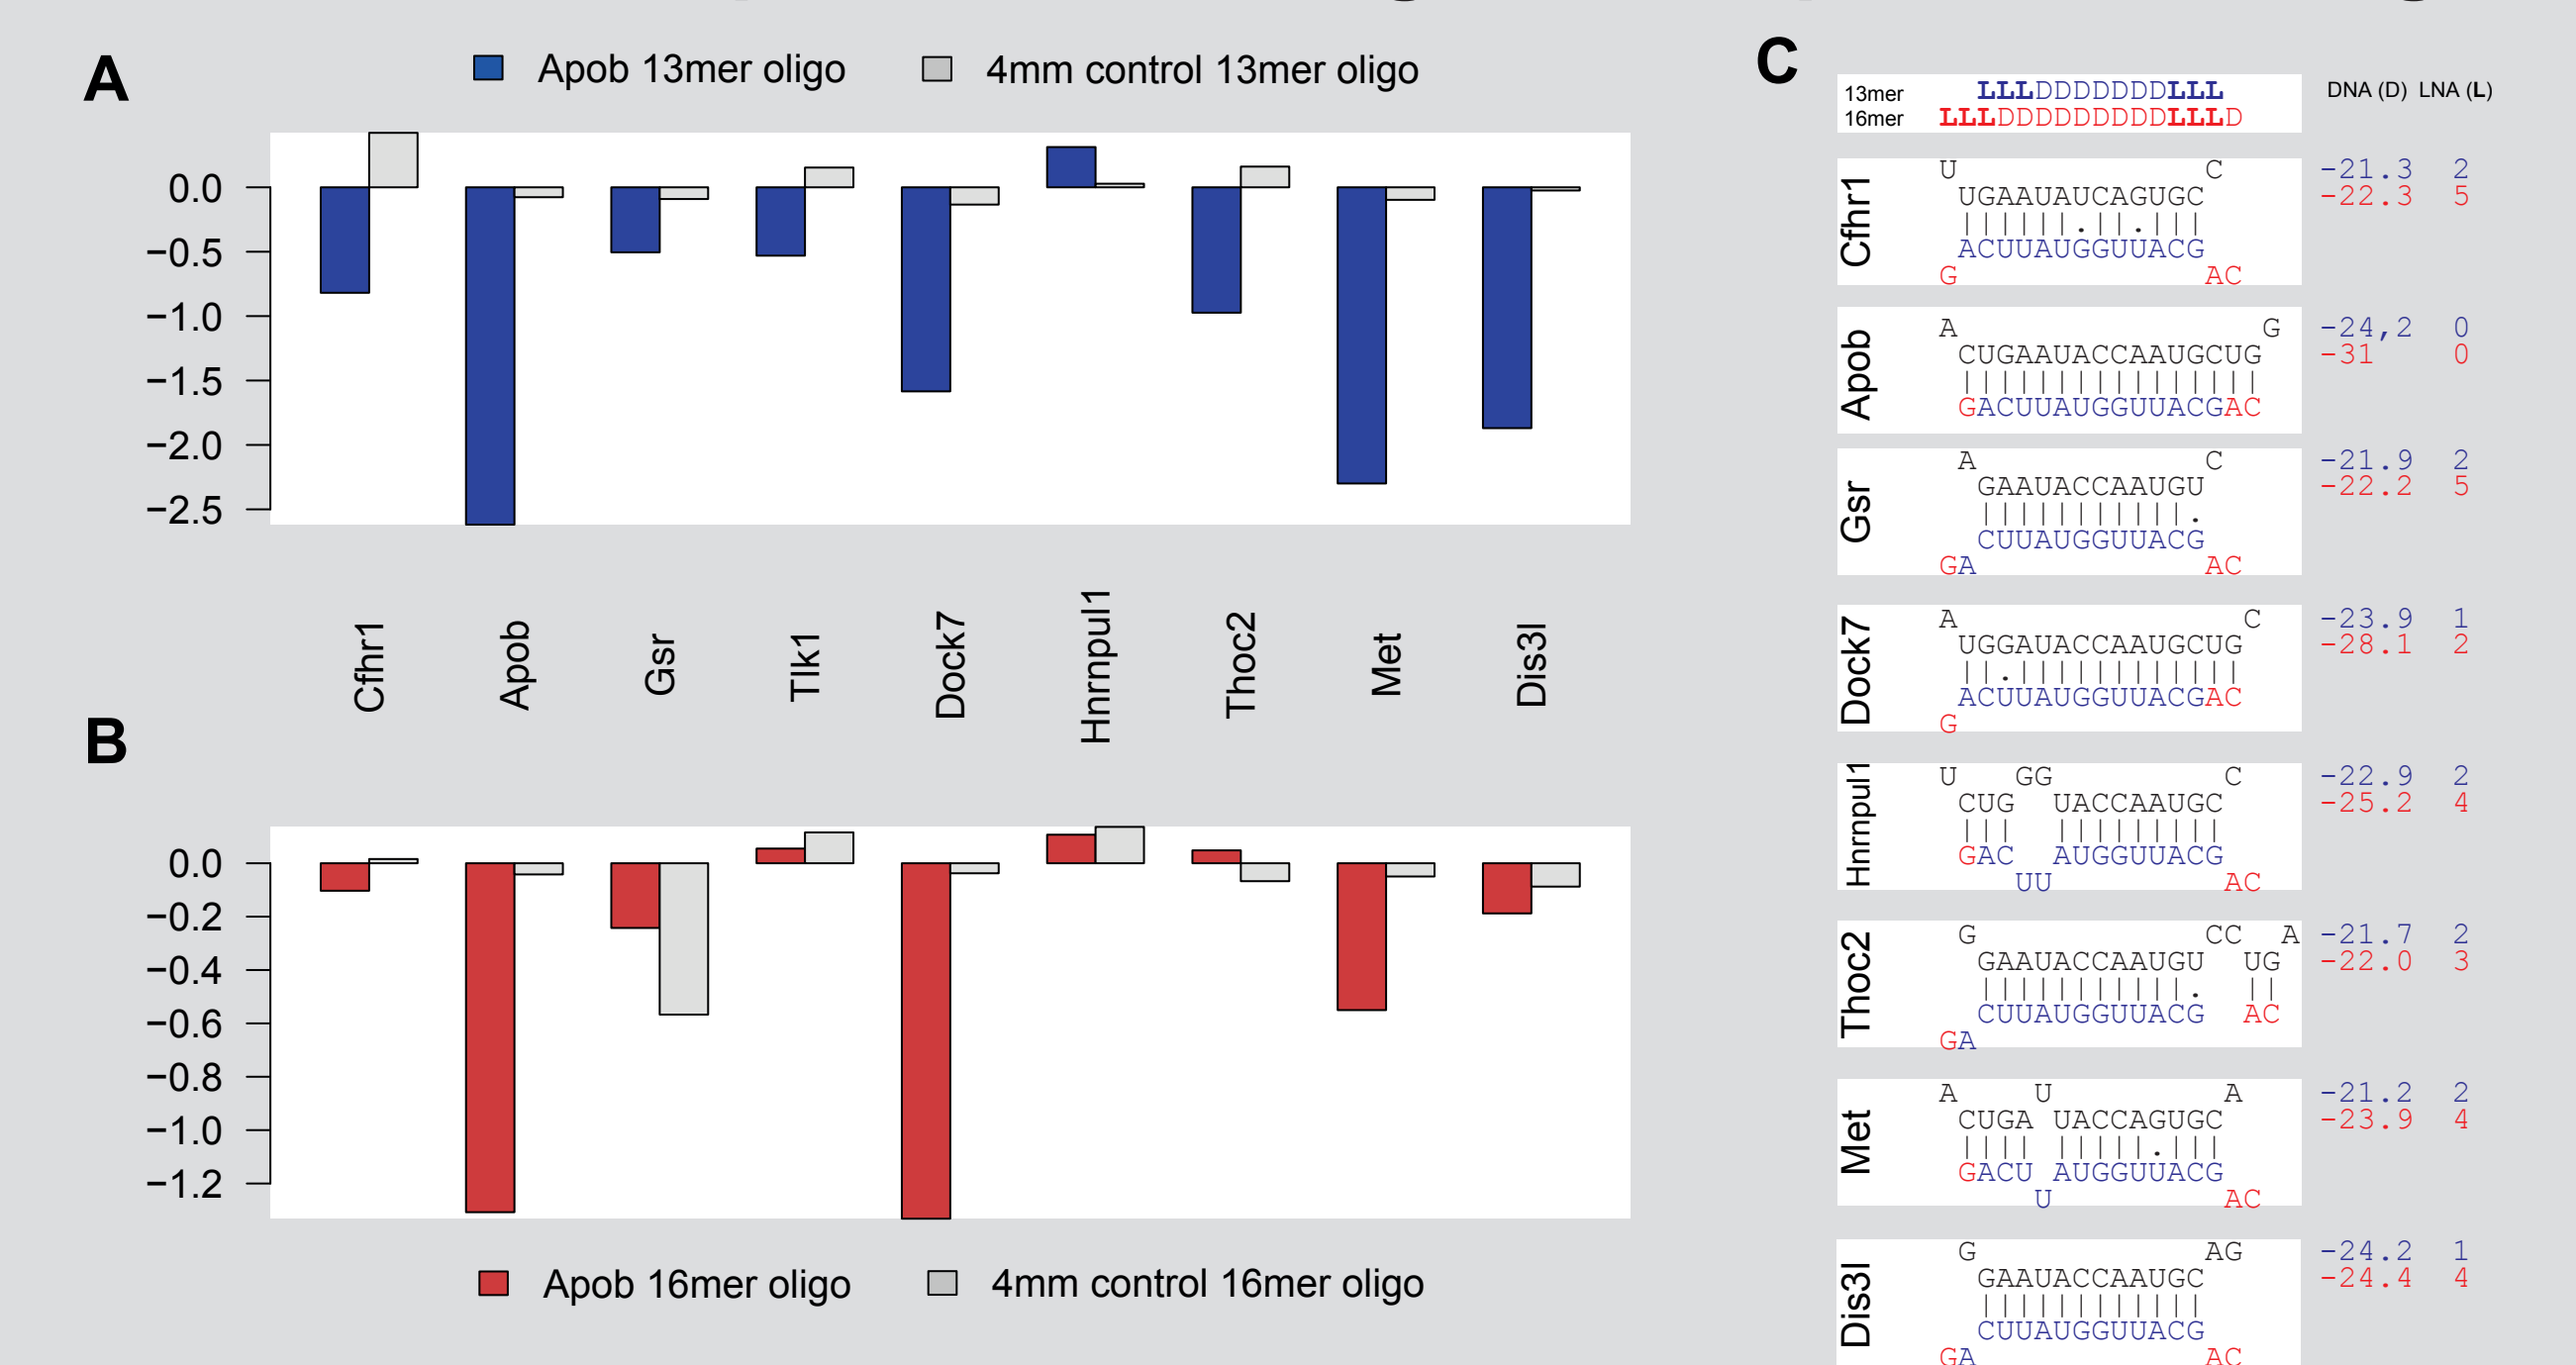 A
Apob 13mer oligo
4mm control 13mer oligo
0.0
−0.5
−1.0
−1.5
−2.0
−2.5
Cfhr1
Apob
Gsr
Tlk1
Dock7
Hnrnpul1
Thoc2
Met
Dis3l
B
0.0
−0.2
−0.4
−0.6
−0.8
−1.0
−1.2
Apob 16mer oligo
4mm control 16mer oligo
C
13mer LLLDDDDDDDLLL
16mer LLLDDDDDDDDDLLLD
DNA (D) LNA (L)
Cfhr1
U C
UGAAUAUCAGUGC
||||||.||.|||
ACUUAUGGUUACG
G AC
-21.3 2
-22.3 5
Apob
A G
CUGAAUACCAAUGCUG
||||||||||||||||
GACUUAUGGUUACGAC
-24,2 0
-31 0
Gsr
A C
GAAUACCAAUGU
|||||||||||.
CUUAUGGUUACG
GA AC
-21.9 2
-22.2 5
Dock7
A C
UGGAUACCAAUGCUG
||.||||||||||||
ACUUAUGGUUACGAC
G
-23.9 1
-28.1 2
Hnrnpul1
U GG C
CUG UACCAAUGC
||| |||||||||
GAC AUGGUUACG
UU AC
-22.9 2
-25.2 4
Thoc2
G CC A
GAAUACCAAUGU UG
|||||||||||. ||
CUUAUGGUUACG AC
GA
-21.7 2
-22.0 3
Met
A U A
CUGA UACCAGUGC
|||| |||||.|||
GACU AUGGUUACG
U AC
-21.2 2
-23.9 4
Dis3l
G AG
GAAUACCAAUGC
||||||||||||
CUUAUGGUUACG
GA AC
-24.2 1
-24.4 4